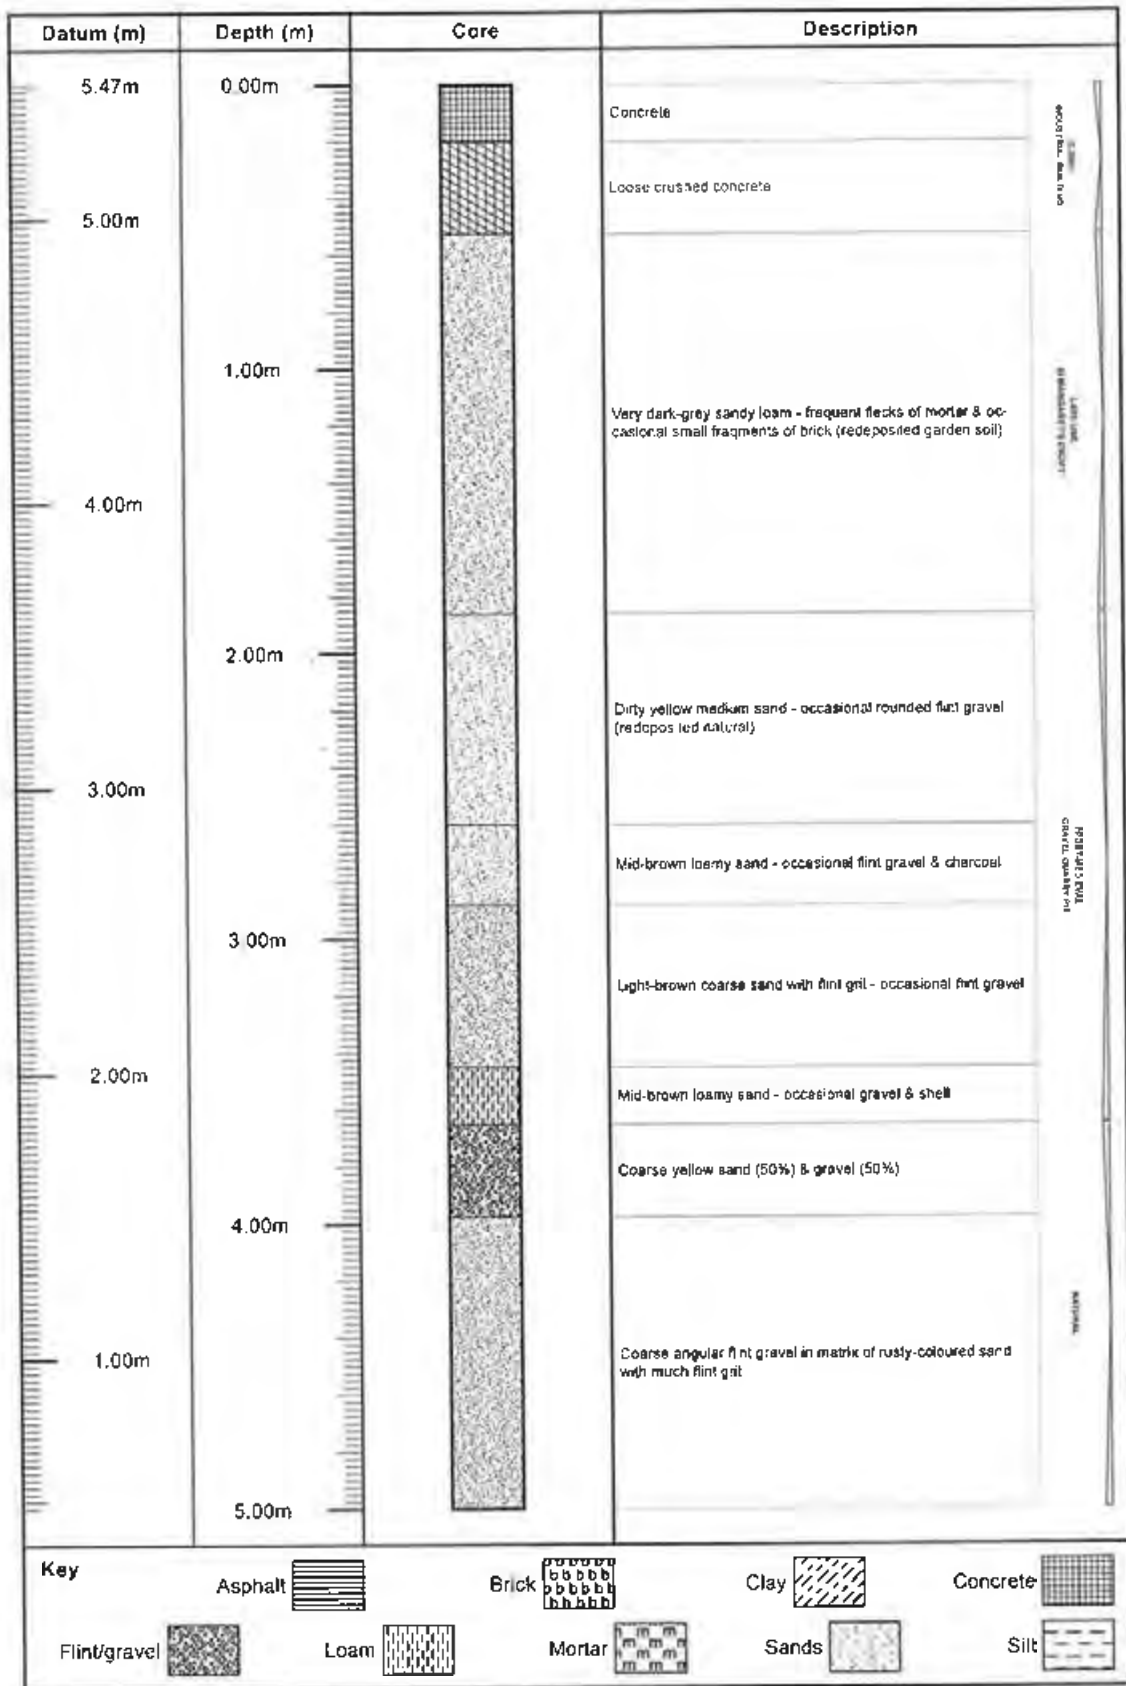 Datum (m) Depth (m) Core Description
5.47m 0.00m
Concrete
Loose crushed concrete
5.00m
1.00m
Very dark-grey sandy loam - frequent flecks of mortar & oc-
casional small fragments of brick (redeposited garden soil)
4.00m
2.00m
Dirty yellow medium sand - occasional rounded flint gravel
(redeposited natural)
3.00m
Mid-brown loamy sand - occasional flint gravel & charcoal
POST-MEDIEVAL
GRAVEL QUARRY PIT
3.00m
Light-brown coarse sand with flint grit - occasional flint gravel
2.00m
Mid-brown loamy sand - occasional gravel & shell
Coarse yellow sand (50%) & gravel (50%)
4.00m
NATURAL
1.00m
Coarse angular flint gravel in matrix of rusty-coloured sand
with much flint grit
5.00m
Key
Asphalt Brick Clay Concrete
Flint/gravel Loam Mortar Sands Silt